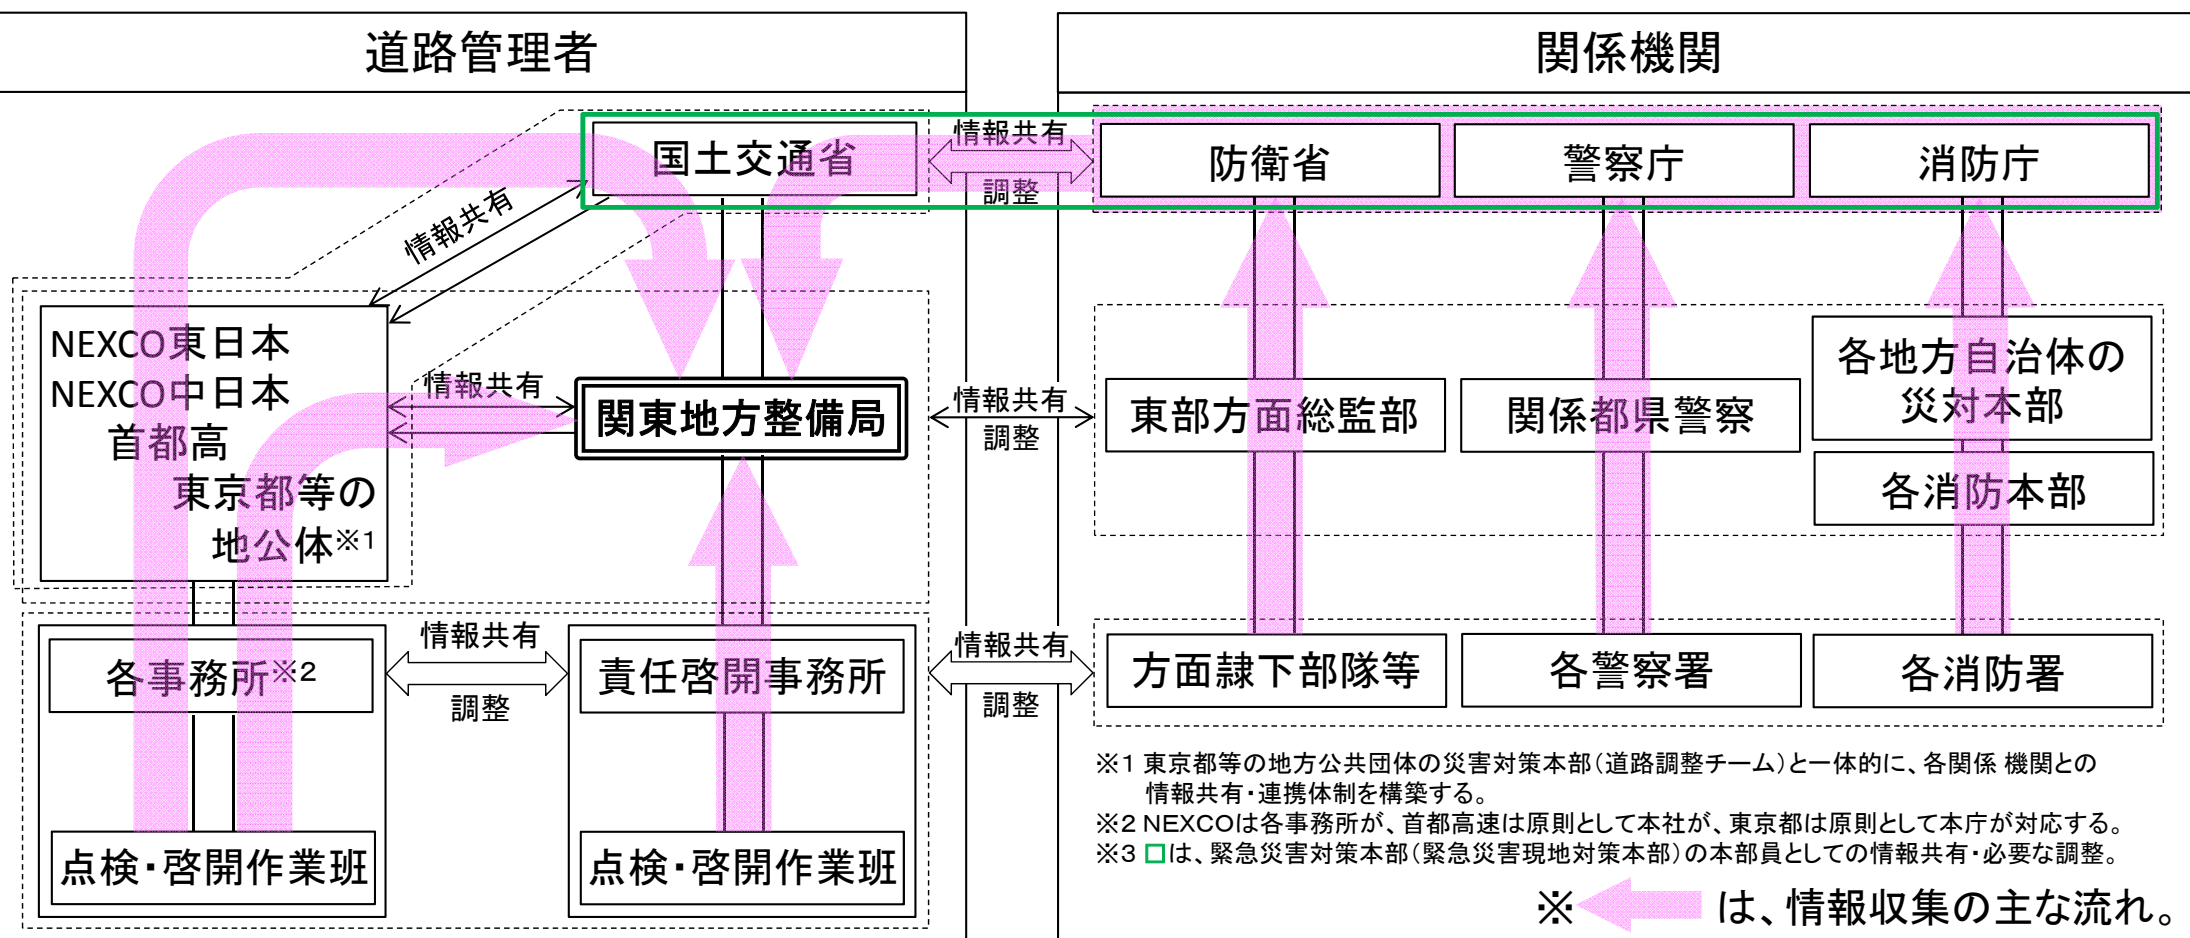 道路管理者
関係機関
国土交通省
情報共有
調整
防衛省
警察庁
消防庁
情報共有
NEXCO東日本
NEXCO中日本
首都高
東京都等の
地公体※1
情報共有
関東地方整備局
情報共有
調整
東部方面総監部
関係都県警察
各地方自治体の
災対本部
各消防本部
各事務所※2
情報共有
調整
責任啓開事務所
情報共有
調整
方面隷下部隊等
各警察署
各消防署
点検・啓開作業班
点検・啓開作業班
※1 東京都等の地方公共団体の災害対策本部（道路調整チーム）と一体的に、各関係 機関との
情報共有・連携体制を構築する。
※2 NEXCOは各事務所が、首都高速は原則として本社が、東京都は原則として本庁が対応する。
※3 □は、緊急災害対策本部（緊急災害現地対策本部）の本部員としての情報共有・必要な調整。
※ は、情報収集の主な流れ。